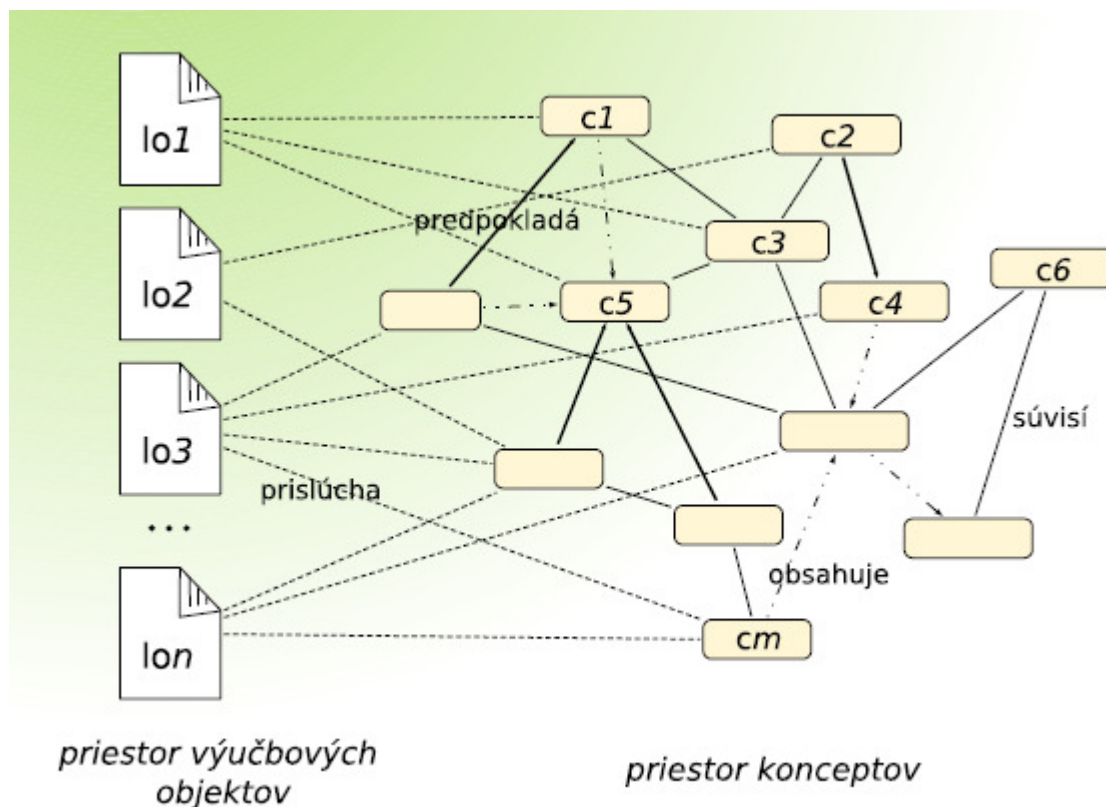 lo1
c1
c2
predpokladá
c3
lo2
c5
c4
c6
súvisí
lo3
prislúcha
...
obsahuje
lon
cm
priestor výučbových
objektov
priestor konceptov